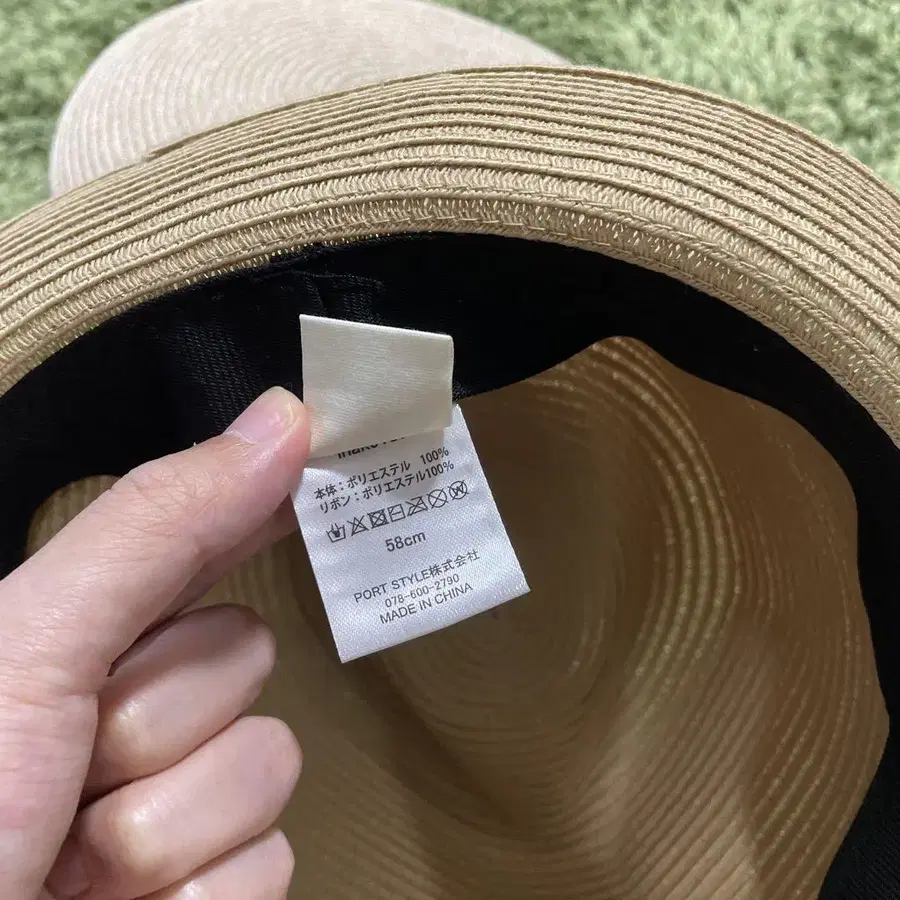 本体：ポリエステル 100%
リボン：ポリエステル100%
58cm
PORT STYLE株式会社
078-600-2790
MADE IN CHINA